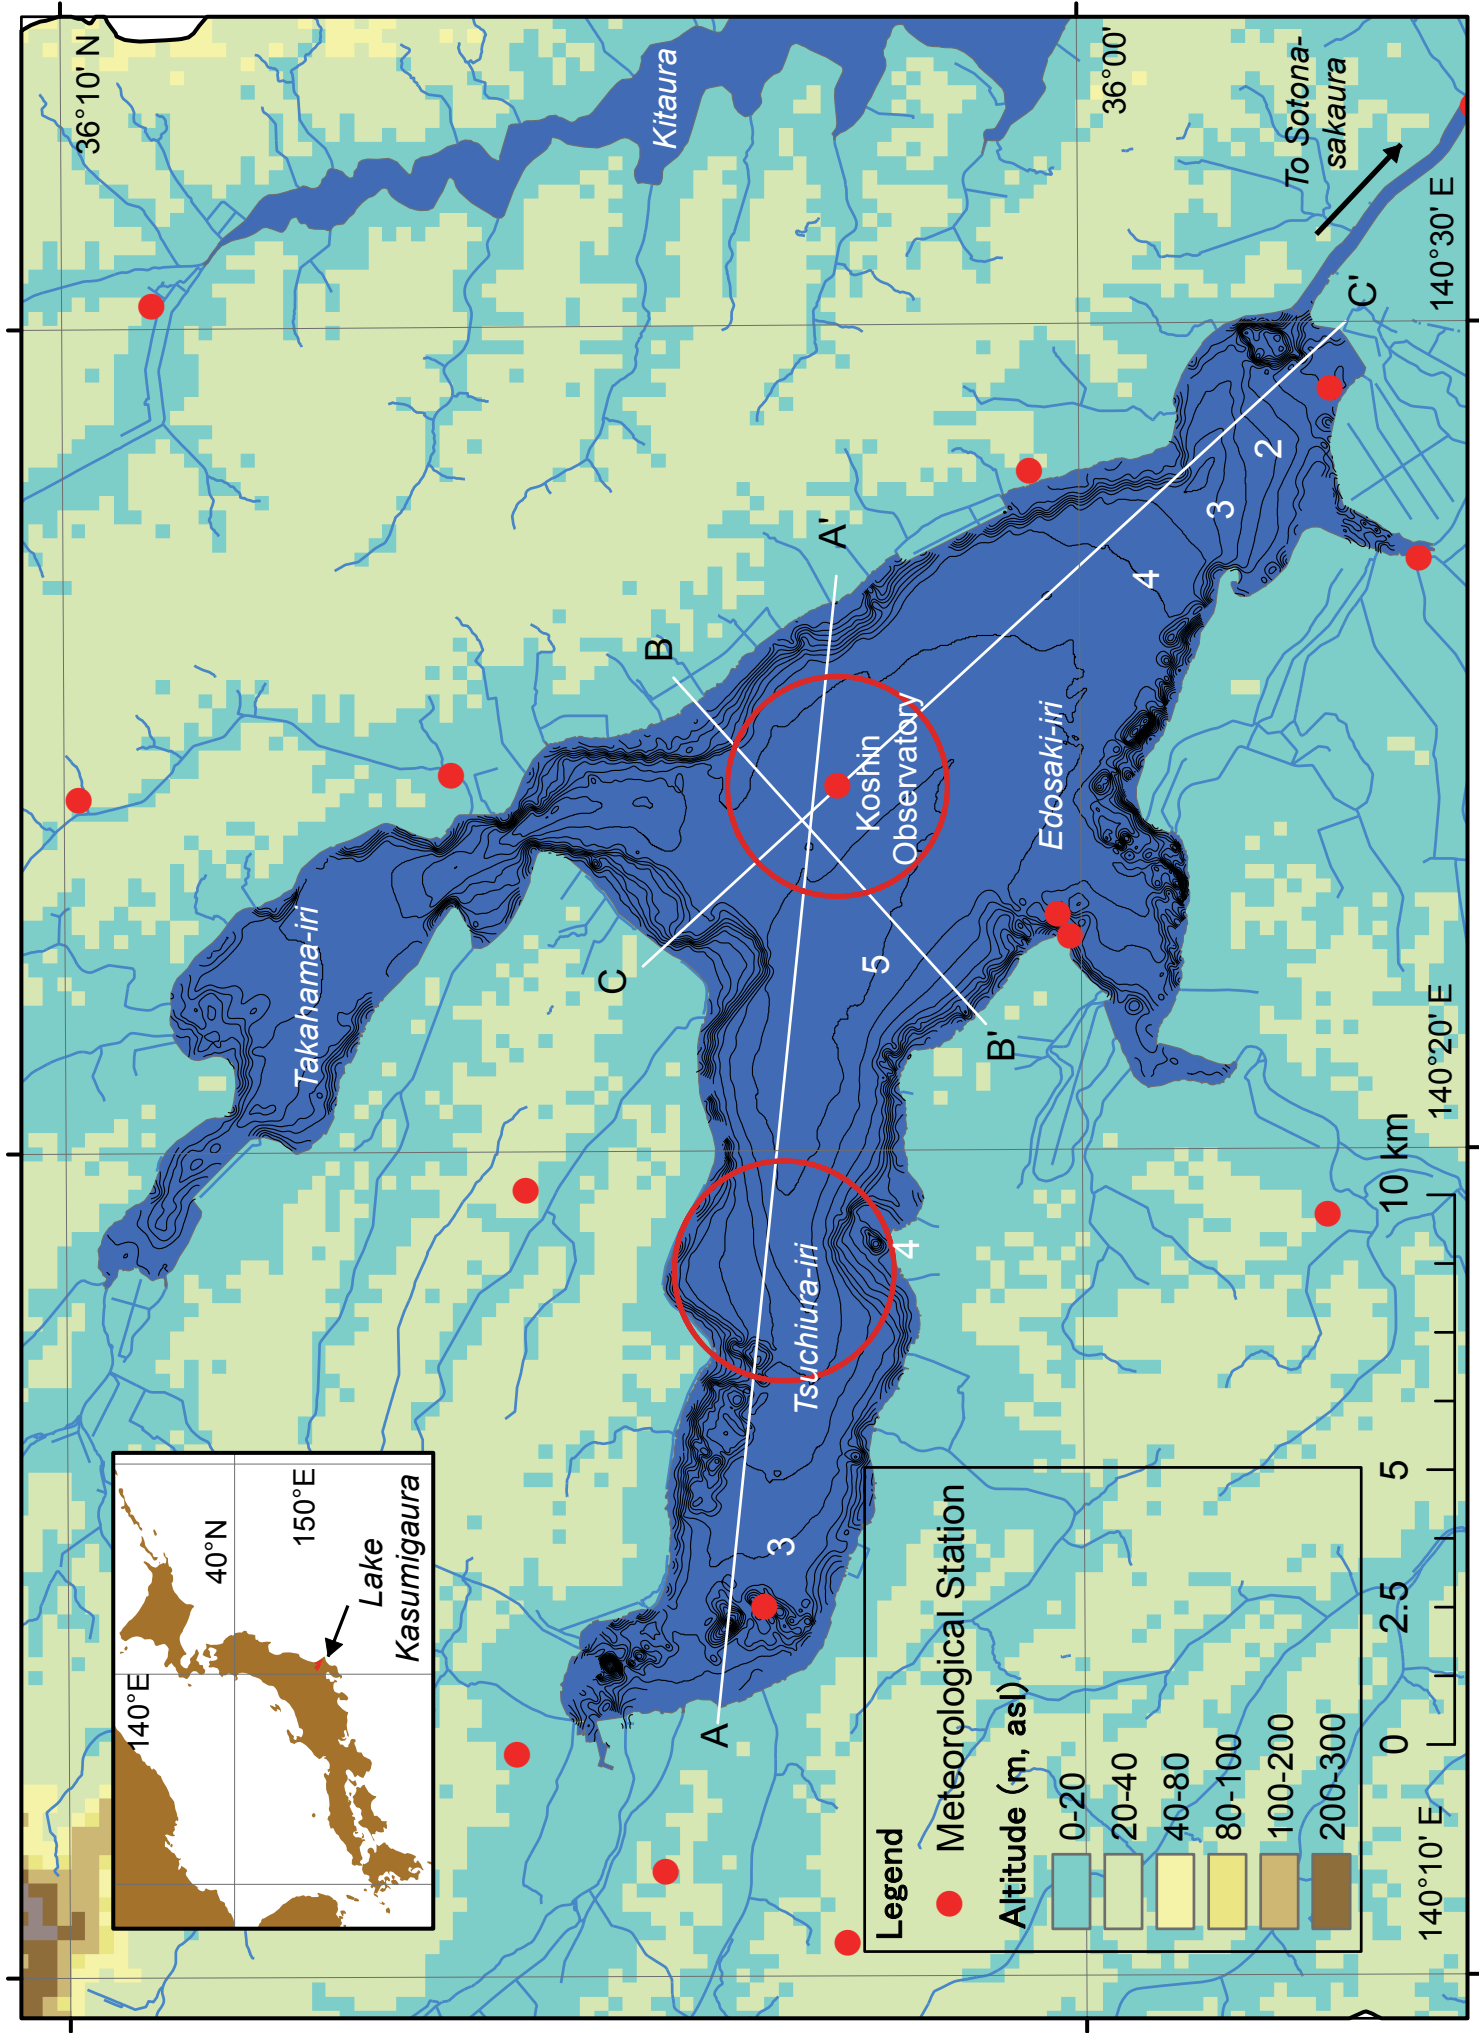 140°E
40°N
150°E
Lake
Kasumigaura
36°10' N
36°00'
140°10' E
140°20' E
140°30' E
Takahama-iri
Kitaura
C
B
A
A'
Koshin
Observatory
5
Tsuchiura-iri
3
4
B'
Edosaki-iri
4
3
2
C'
To Sotona-
sakaura
Legend
Meteorological Station
Altitude (m, asl)
0-20
20-40
40-80
80-100
100-200
200-300
0
2.5
5
10 km